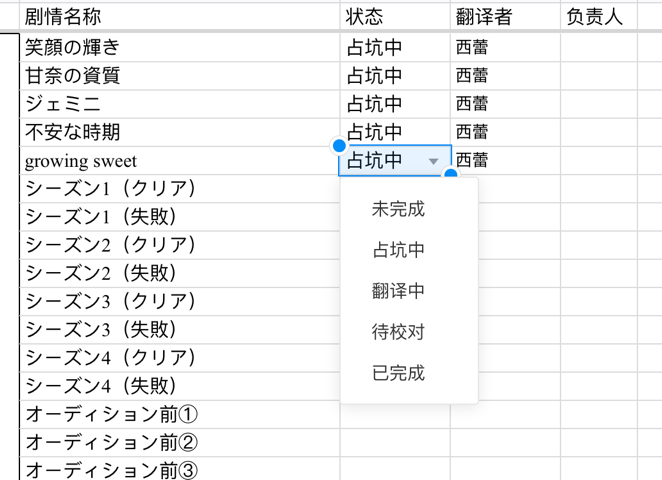 剧情名称 状态 翻译者 负责人
笑顔の輝き 占坑中 西蕾
甘奈の資質 占坑中 西蕾
ジェミニ 占坑中 西蕾
不安な時期 占坑中 西蕾
growing sweet 占坑中 西蕾
シーズン1（クリア）
シーズン1（失敗）
シーズン2（クリア）
シーズン2（失敗）
シーズン3（クリア）
シーズン3（失敗）
シーズン4（クリア）
シーズン4（失敗）
オーディション前①
オーディション前②
オーディション前③
未完成
占坑中
翻译中
待校对
已完成